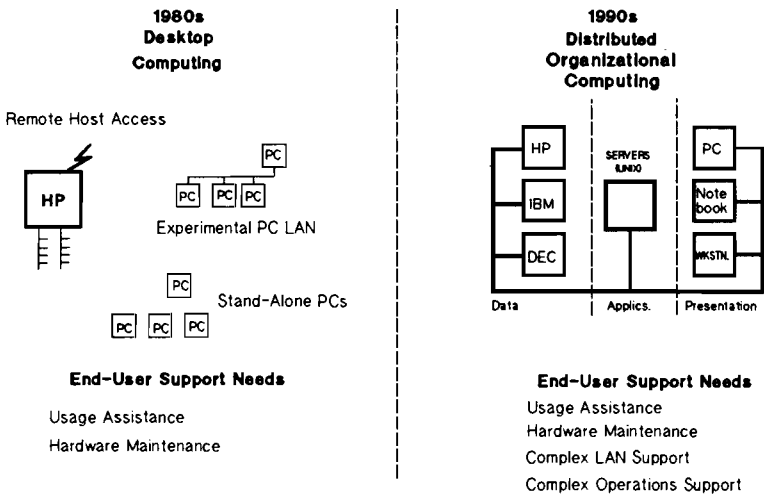 1980s
Desktop
Computing
Remote Host Access
HP
PC
PC PC PC
Experimental PC LAN
PC
Stand-Alone PCs
PC PC PC
End-User Support Needs
Usage Assistance
Hardware Maintenance
1990s
Distributed
Organizational
Computing
HP
IBM
DEC
Data
SERVERS
(UNIX)
Applics.
PC
Note
book
WKSTN.
Presentation
End-User Support Needs
Usage Assistance
Hardware Maintenance
Complex LAN Support
Complex Operations Support